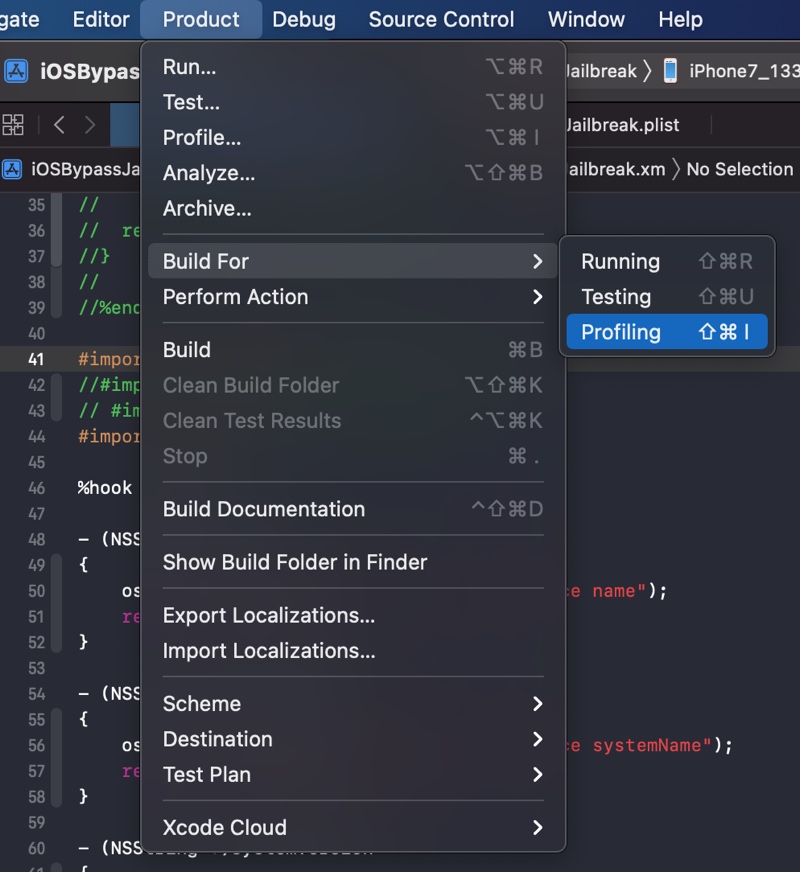 gate Editor Product Debug Source Control Window Help
iOSBypas
Jailbreak 〉 iPhone7_133
Jailbreak.plist
iOSBypassJa
ailbreak.xm 〉 No Selection
Run... ⌥⌘R
Test... ⌥⌘U
Profile... ⌥⌘I
Analyze... ⌥⇧⌘B
Archive...
Build For
Perform Action
Build ⌘B
Clean Build Folder ⌥⇧⌘K
Clean Test Results ^⌥⌘K
Stop ⌘.
Build Documentation ^⇧⌘D
Show Build Folder in Finder
Export Localizations...
Import Localizations...
Scheme
Destination
Test Plan
Xcode Cloud
Running ⇧⌘R
Testing ⇧⌘U
Profiling ⇧⌘I
35 //
36 // re
37 //}
38 //
39 //%end
40
41 #impor
42 //#imp
43 // #im
44 #impor
45
46 %hook
47
48 - (NSS
49 {
50 os ce name");
51 re
52 }
53
54 - (NSS
55 {
56 os ce systemName");
57 re
58 }
59
60 - (NSS
61 {